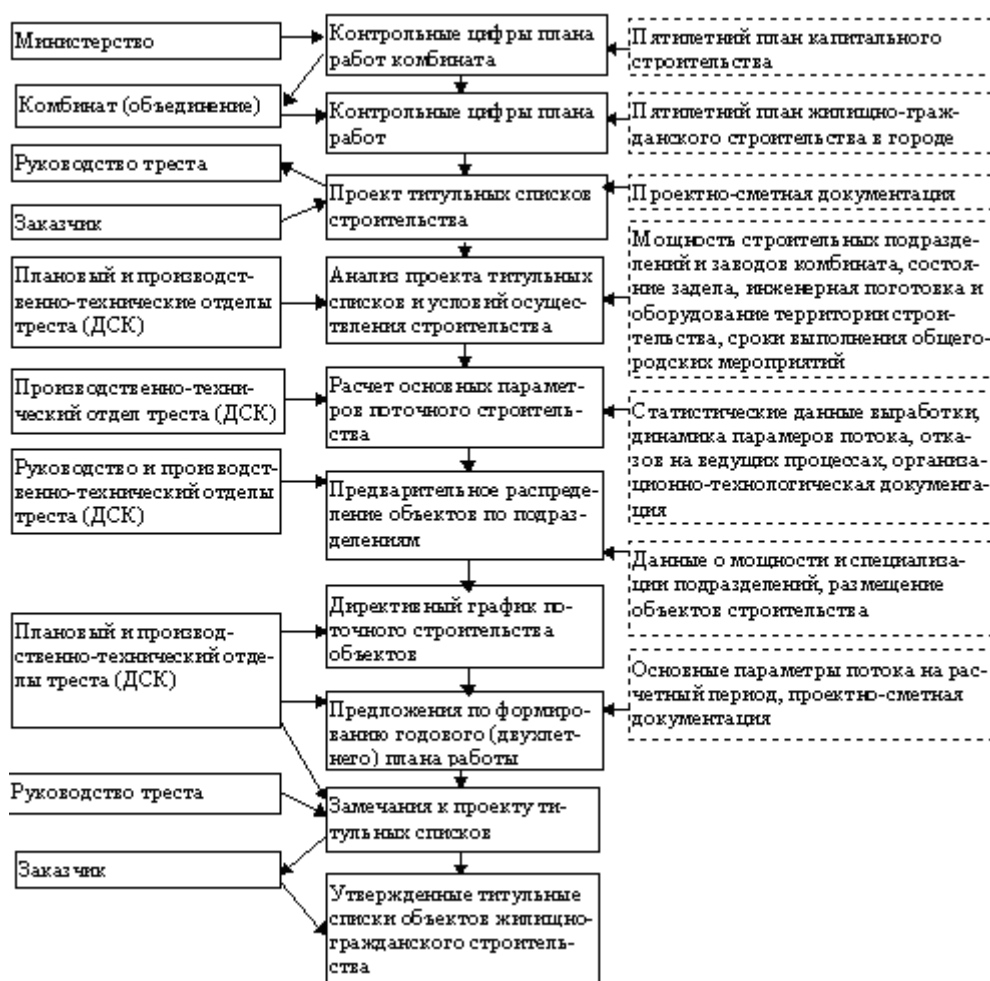 Министерство
Контрольные цифры плана
работ комбината
Пятилетний план капитального
строительства
Комбинат (объединение)
Контрольные цифры плана
работ
Пятилетний план жилищно-граж-
данского строительства в городе
Руководство треста
Проект титульных списков
строительства
Проектно-сметная документация
Заказчик
Плановый и производст-
венно-технические отделы
треста (ДСК)
Анализ проекта титульных
списков и условий осущес-
твления строительства
Мощность строительных подразде-
лений и заводов комбината, состоя-
ние задела, инженерная поготовка и
оборудование территории строи-
тельства, сроки выполнения общего-
родских мероприятий
Производственно-техни-
ческий отдел треста (ДСК)
Расчет основных парамет-
ров поточного строитель-
ства
Статистические данные выработки,
динамика парамеров потока, отка-
зов на ведущих процессах, организа-
ционно-технологическая документа-
ция
Руководство и производст-
венно-технический отделы
треста (ДСК)
Предварительное распреде-
ление объектов по подраз-
делениям
Данные о мощности и специализа-
ции подразделений, размещение
объектов строительства
Плановый и производ-
ственно-технический отде-
лы треста (ДСК)
Директивный график по-
точного строительства
объектов
Основные параметры потока на рас-
четный период, проектно-сметная
документация
Предложения по формиро-
ванию годового (двухлет-
него) плана работы
Руководство треста
Замечания к проекту ти-
тульных списков
Заказчик
Утвержденные титульные
списки объектов жилищно-
гражданского строитель-
ства